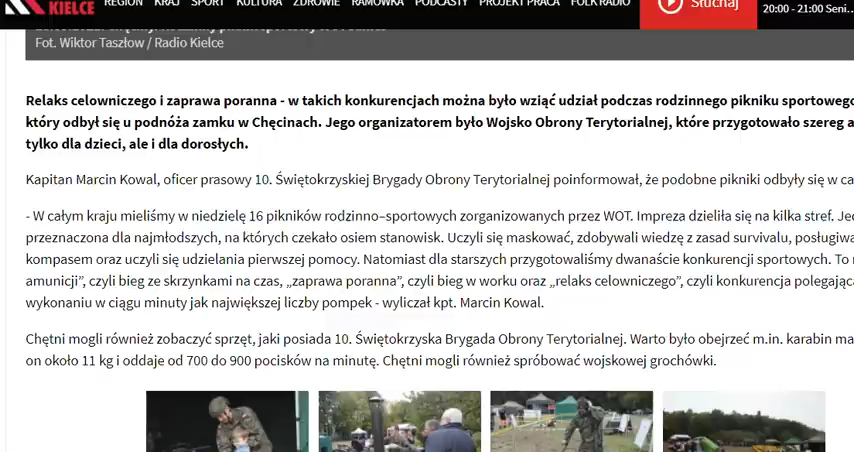 KIELCE REGION KRAJ SPORT KULTURA ZDROWIE RAMÓWKA PODCASTY PROJEKT PRACA FOLK RADIO Słuchaj 20:00 - 21:00 Seni...
Fot. Wiktor Taszłow / Radio Kielce
Relaks celowniczego i zaprawa poranna - w takich konkurencjach można było wziąć udział podczas rodzinnego pikniku sportowego
który odbył się u podnóża zamku w Chęcinach. Jego organizatorem było Wojsko Obrony Terytorialnej, które przygotowało szereg a
tylko dla dzieci, ale i dla dorosłych.
Kapitan Marcin Kowal, oficer prasowy 10. Świętokrzyskiej Brygady Obrony Terytorialnej poinformował, że podobne pikniki odbyły się w ca
- W całym kraju mieliśmy w niedzielę 16 pikników rodzinno–sportowych zorganizowanych przez WOT. Impreza dzieliła się na kilka stref. Jed
przeznaczona dla najmłodszych, na których czekało osiem stanowisk. Uczyli się maskować, zdobywali wiedzę z zasad survivalu, posługiwa
kompasem oraz uczyli się udzielania pierwszej pomocy. Natomiast dla starszych przygotowaliśmy dwanaście konkurencji sportowych. To
amunicji”, czyli bieg ze skrzynkami na czas, „zaprawa poranna”, czyli bieg w worku oraz „relaks celowniczego”, czyli konkurencja polegając
wykonaniu w ciągu minuty jak największej liczby pompek - wyliczał kpt. Marcin Kowal.
Chętni mogli również zobaczyć sprzęt, jaki posiada 10. Świętokrzyska Brygada Obrony Terytorialnej. Warto było obejrzeć m.in. karabin ma
on około 11 kg i oddaje od 700 do 900 pocisków na minutę. Chętni mogli również spróbować wojskowej grochówki.